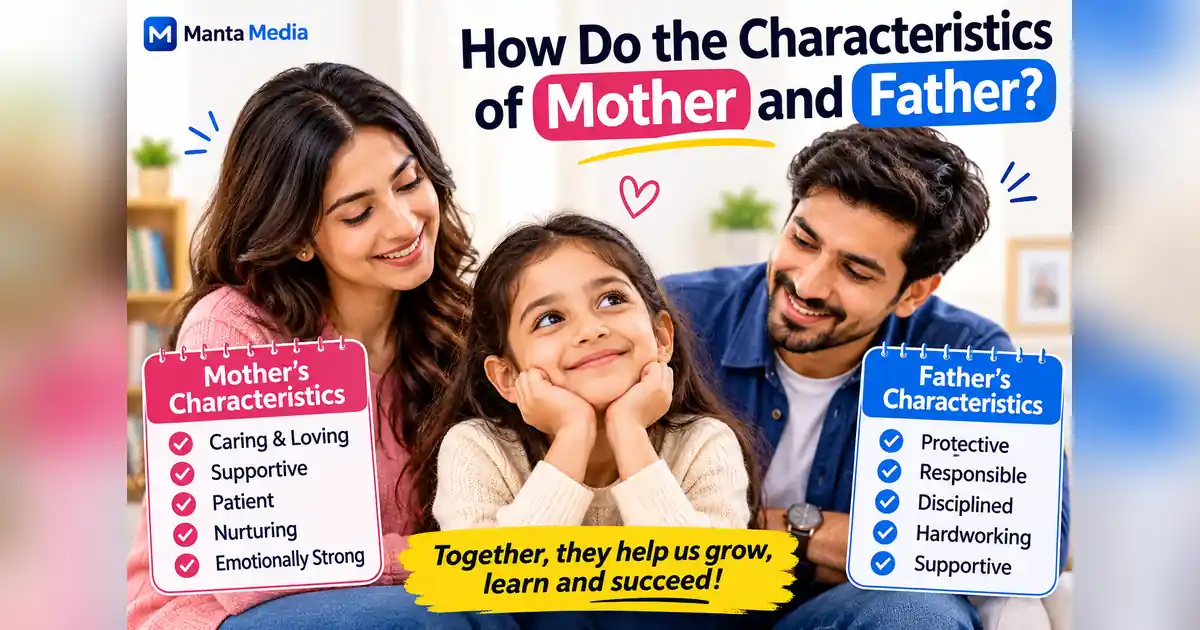 Manta Media
How Do the Characteristics
of Mother and Father?
Mother's
Characteristics
Caring & Loving
Supportive
Patient
Nurturing
Emotionally Strong
Father's
Characteristics
Protective
Responsible
Disciplined
Hardworking
Supportive
Together, they help us grow,
learn and succeed!